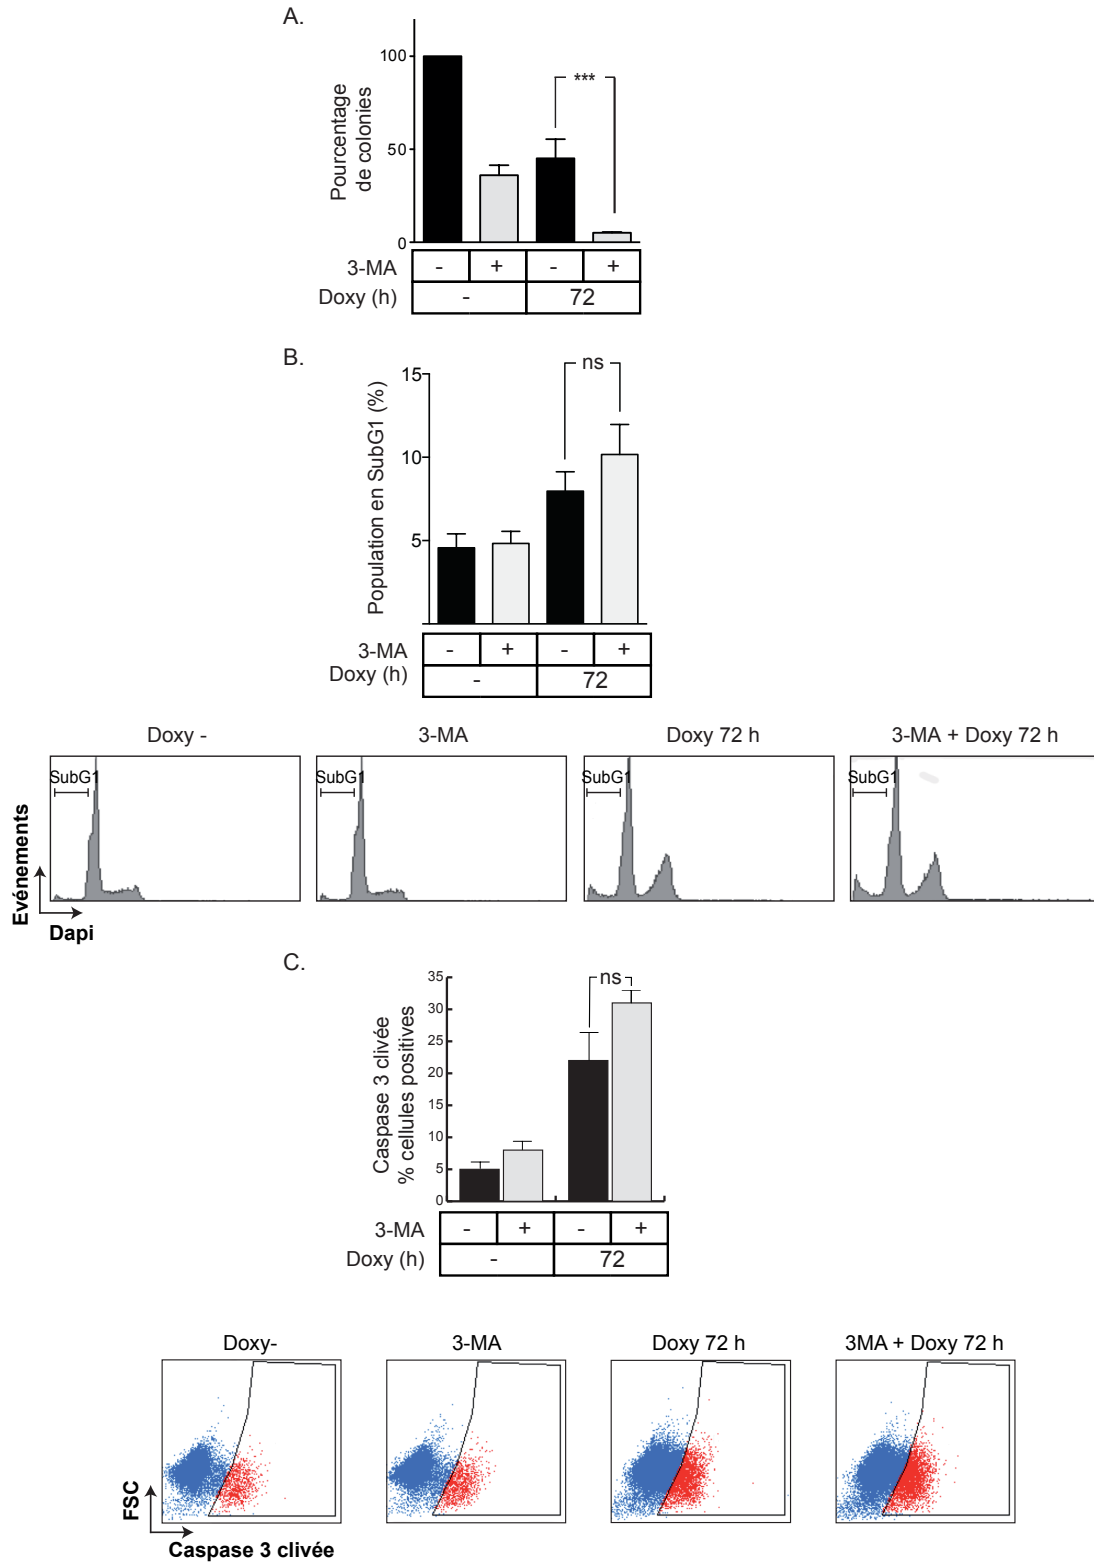 A.
Pourcentage
de colonies
100
50
0
***
3-MA - + - +
Doxy (h) - 72
B.
Population en SubG1 (%)
15
10
5
ns
3-MA - + - +
Doxy (h) - 72
Doxy - 3-MA Doxy 72 h 3-MA + Doxy 72 h
SubG1 SubG1 SubG1 SubG1
Evénements
Dapi
C.
Caspase 3 clivée
% cellules positives
35
30
25
20
15
10
5
0
ns
3-MA - + - +
Doxy (h) - 72
Doxy- 3-MA Doxy 72 h 3MA + Doxy 72 h
FSC
Caspase 3 clivée